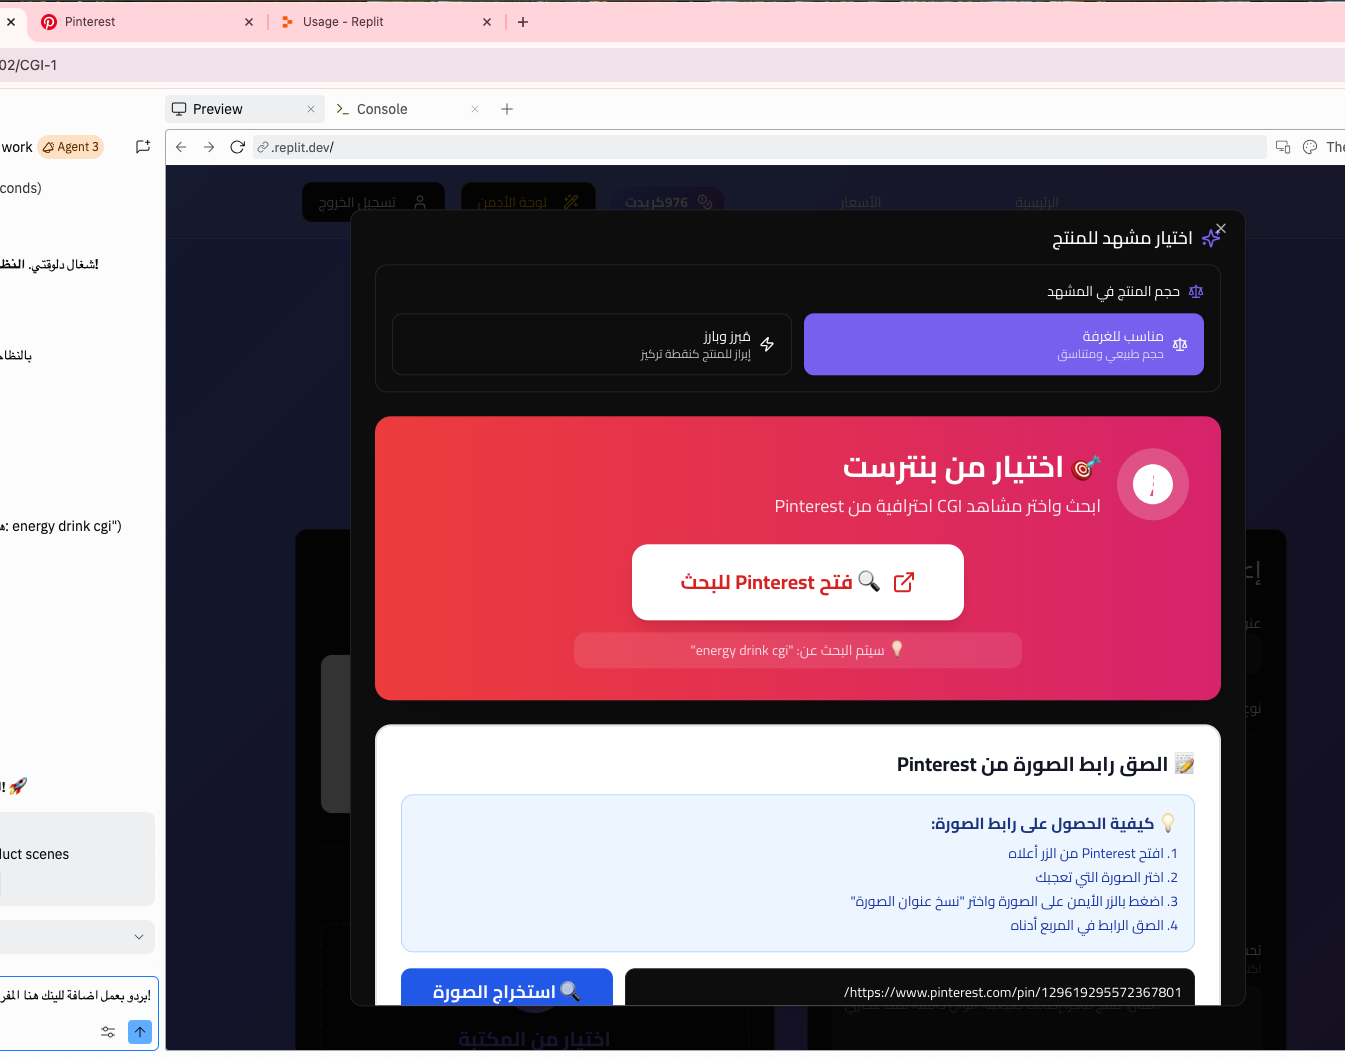 Pinterest
Usage - Replit
02/CGI-1
Preview
Console
work
Agent 3
.replit.dev/
The
conds)
شغال دلوقتي. النظ!
بالنظا
energy drink cgi")
duct scenes
بردو بعمل اضافة للينك هنا المفر!
الرئيسية
الأسعار
976كريدت
لوحة الأدمن
تسجيل الخروج
اختيار مشهد للمنتج
حجم المنتج في المشهد
مناسب للغرفة
حجم طبيعي ومتناسق
مُبرز وبارز
إبراز للمنتج كنقطة تركيز
🎯 اختيار من بنترست
ابحث واختر مشاهد CGI احترافية من Pinterest
🔍 فتح Pinterest للبحث
💡 سيتم البحث عن: "energy drink cgi"
📝 الصق رابط الصورة من Pinterest
💡 كيفية الحصول على رابط الصورة:
1. افتح Pinterest من الزر أعلاه
2. اختر الصورة التي تعجبك
3. اضغط بالزر الأيمن على الصورة واختر "نسخ عنوان الصورة"
4. الصق الرابط في المربع أدناه
https://www.pinterest.com/pin/129619295572367801/
🔍 استخراج الصورة
اختيار من المكتبة